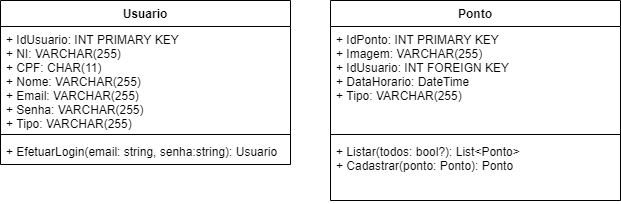 Usuario
+ IdUsuario: INT PRIMARY KEY
+ NI: VARCHAR(255)
+ CPF: CHAR(11)
+ Nome: VARCHAR(255)
+ Email: VARCHAR(255)
+ Senha: VARCHAR(255)
+ Tipo: VARCHAR(255)
+ EfetuarLogin(email: string, senha:string): Usuario
Ponto
+ IdPonto: INT PRIMARY KEY
+ Imagem: VARCHAR(255)
+ IdUsuario: INT FOREIGN KEY
+ DataHorario: DateTime
+ Tipo: VARCHAR(255)
+ Listar(todos: bool?): List<Ponto>
+ Cadastrar(ponto: Ponto): Ponto